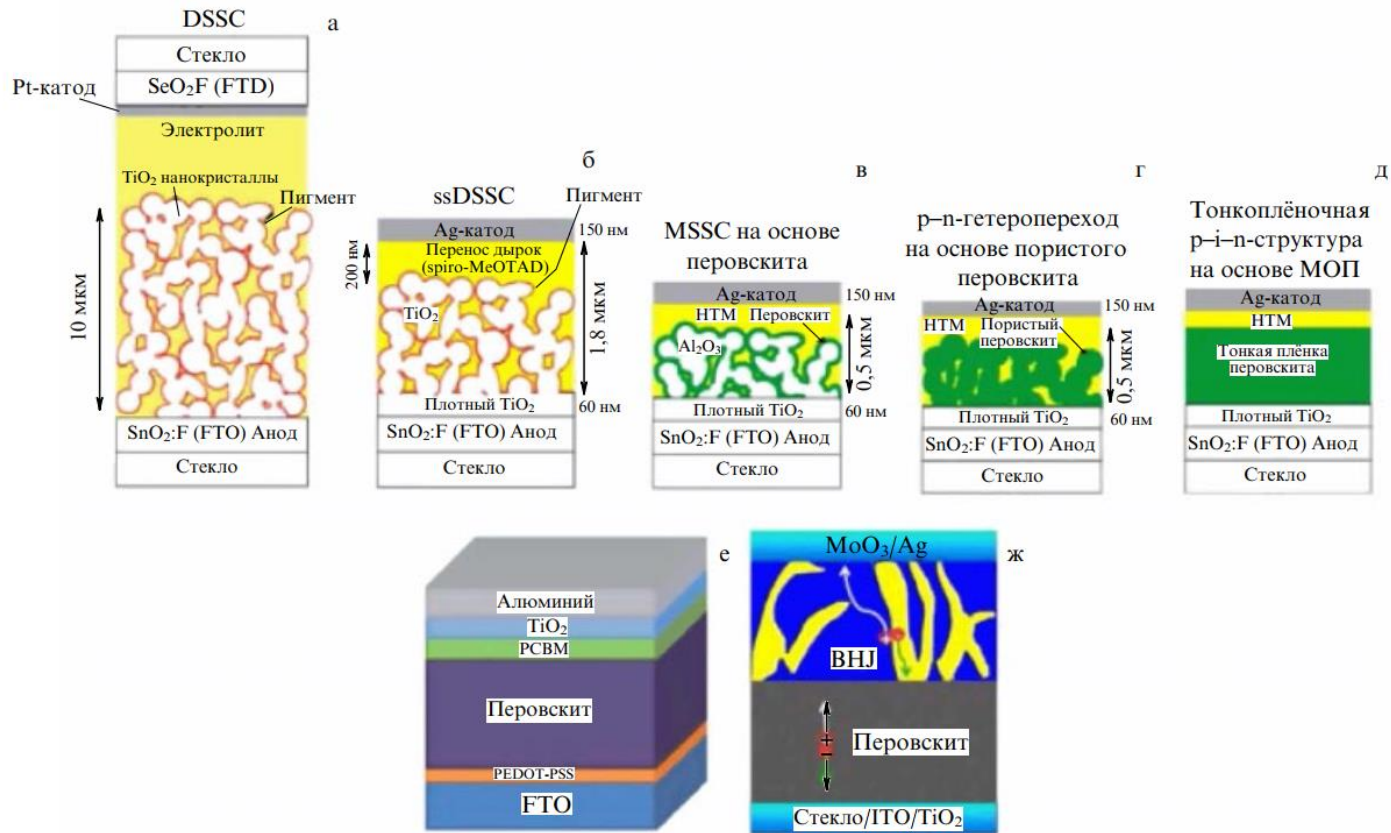 DSSC
а
Стекло
SeO₂F (FTD)
Pt-катод
Электролит
TiO₂ нанокристаллы
Пигмент
10 мкм
SnO₂:F (FTO) Анод
Стекло
б
ssDSSC
Пигмент
Ag-катод
150 нм
Перенос дырок
(spiro-MeOTAD)
200 нм
TiO₂
1,8 мкм
Плотный TiO₂
60 нм
SnO₂:F (FTO) Анод
Стекло
в
MSSC на основе
перовскита
Ag-катод
150 нм
HTM
Перовскит
Al₂O₃
0,5 мкм
Плотный TiO₂
60 нм
SnO₂:F (FTO) Анод
Стекло
г
p–n-гетеропереход
на основе пористого
перовскита
Ag-катод
150 нм
HTM
Пористый
перовскит
0,5 мкм
Плотный TiO₂
60 нм
SnO₂:F (FTO) Анод
Стекло
д
Тонкоплёночная
p–i–n-структура
на основе МОП
Ag-катод
HTM
Тонкая плёнка
перовскита
Плотный TiO₂
SnO₂:F (FTO) Анод
Стекло
е
Алюминий
TiO₂
PCBM
Перовскит
PEDOT-PSS
FTO
ж
MoO₃/Ag
BHJ
+
Перовскит
−
Стекло/ITO/TiO₂